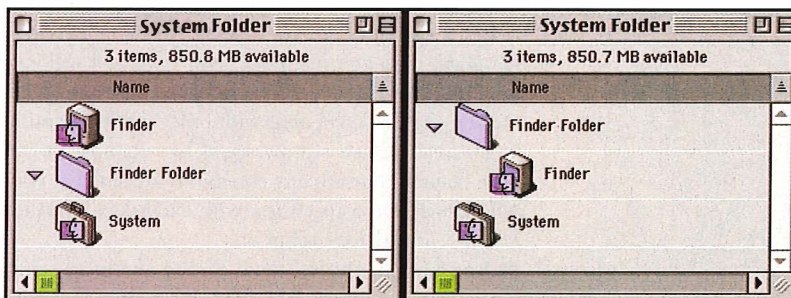 System Folder
3 items, 850.8 MB available
Name
Finder
Finder Folder
System
System Folder
3 items, 850.7 MB available
Name
Finder Folder
Finder
System